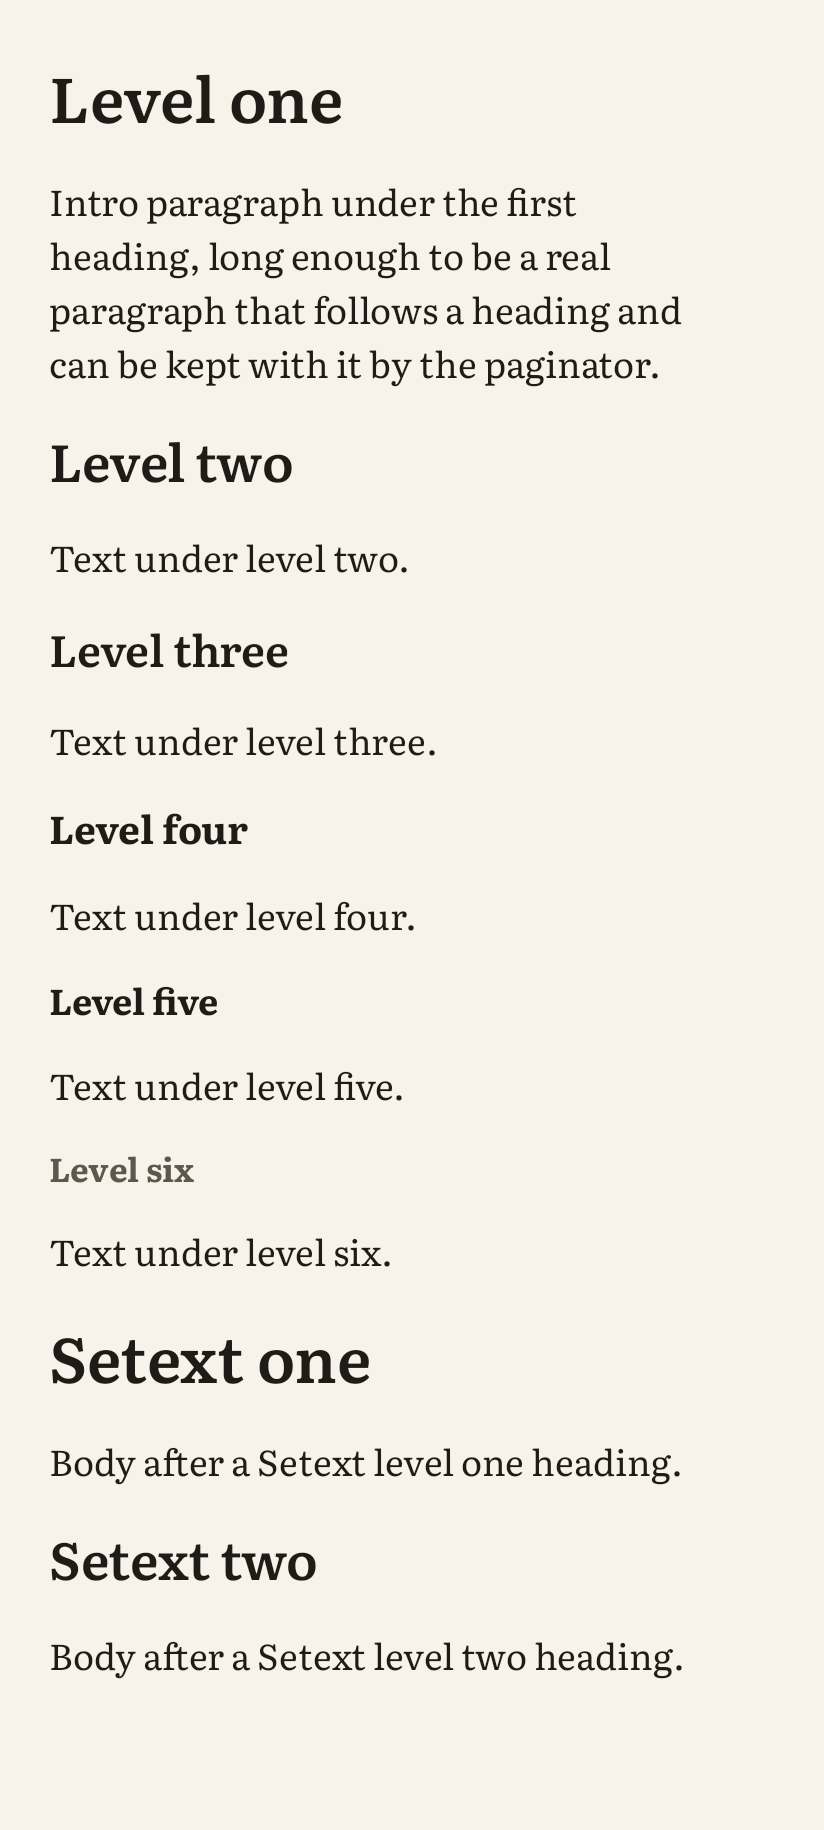 Level one
Intro paragraph under the first
heading, long enough to be a real
paragraph that follows a heading and
can be kept with it by the paginator.
Level two
Text under level two.
Level three
Text under level three.
Level four
Text under level four.
Level five
Text under level five.
Level six
Text under level six.
Setext one
Body after a Setext level one heading.
Setext two
Body after a Setext level two heading.